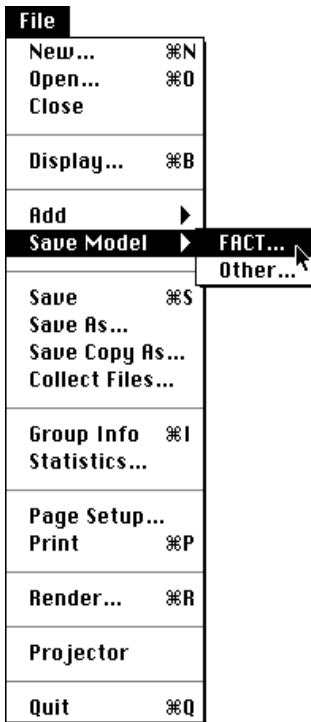 File
New... ⌘N
Open... ⌘O
Close
Display... ⌘B
Add ▶
Save Model ▶ FACT...
Other...
Save ⌘S
Save As...
Save Copy As...
Collect Files...
Group Info ⌘I
Statistics...
Page Setup...
Print ⌘P
Render... ⌘R
Projector
Quit ⌘Q